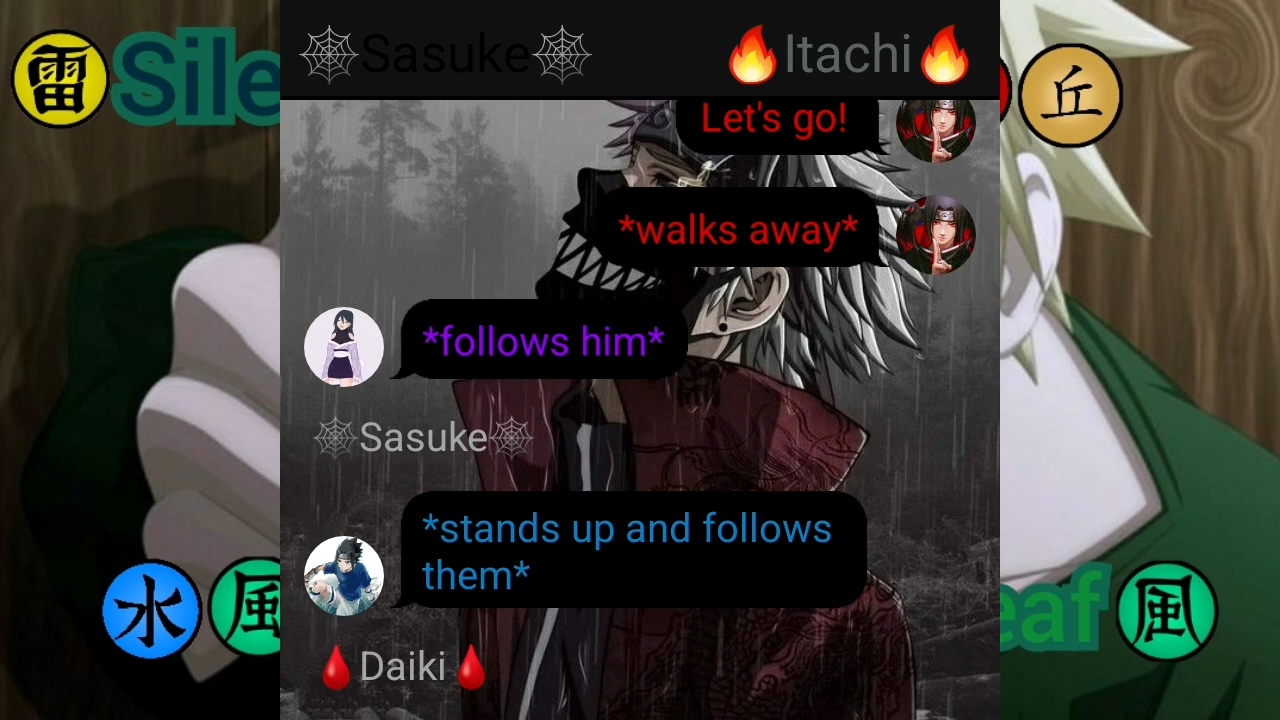 雷 Sile
🕸Sasuke🕸 🔥Itachi🔥
丘
Let's go!
*walks away*
*follows him*
🕸Sasuke🕸
*stands up and follows
them*
水 風
eaf 風
🩸Daiki🩸